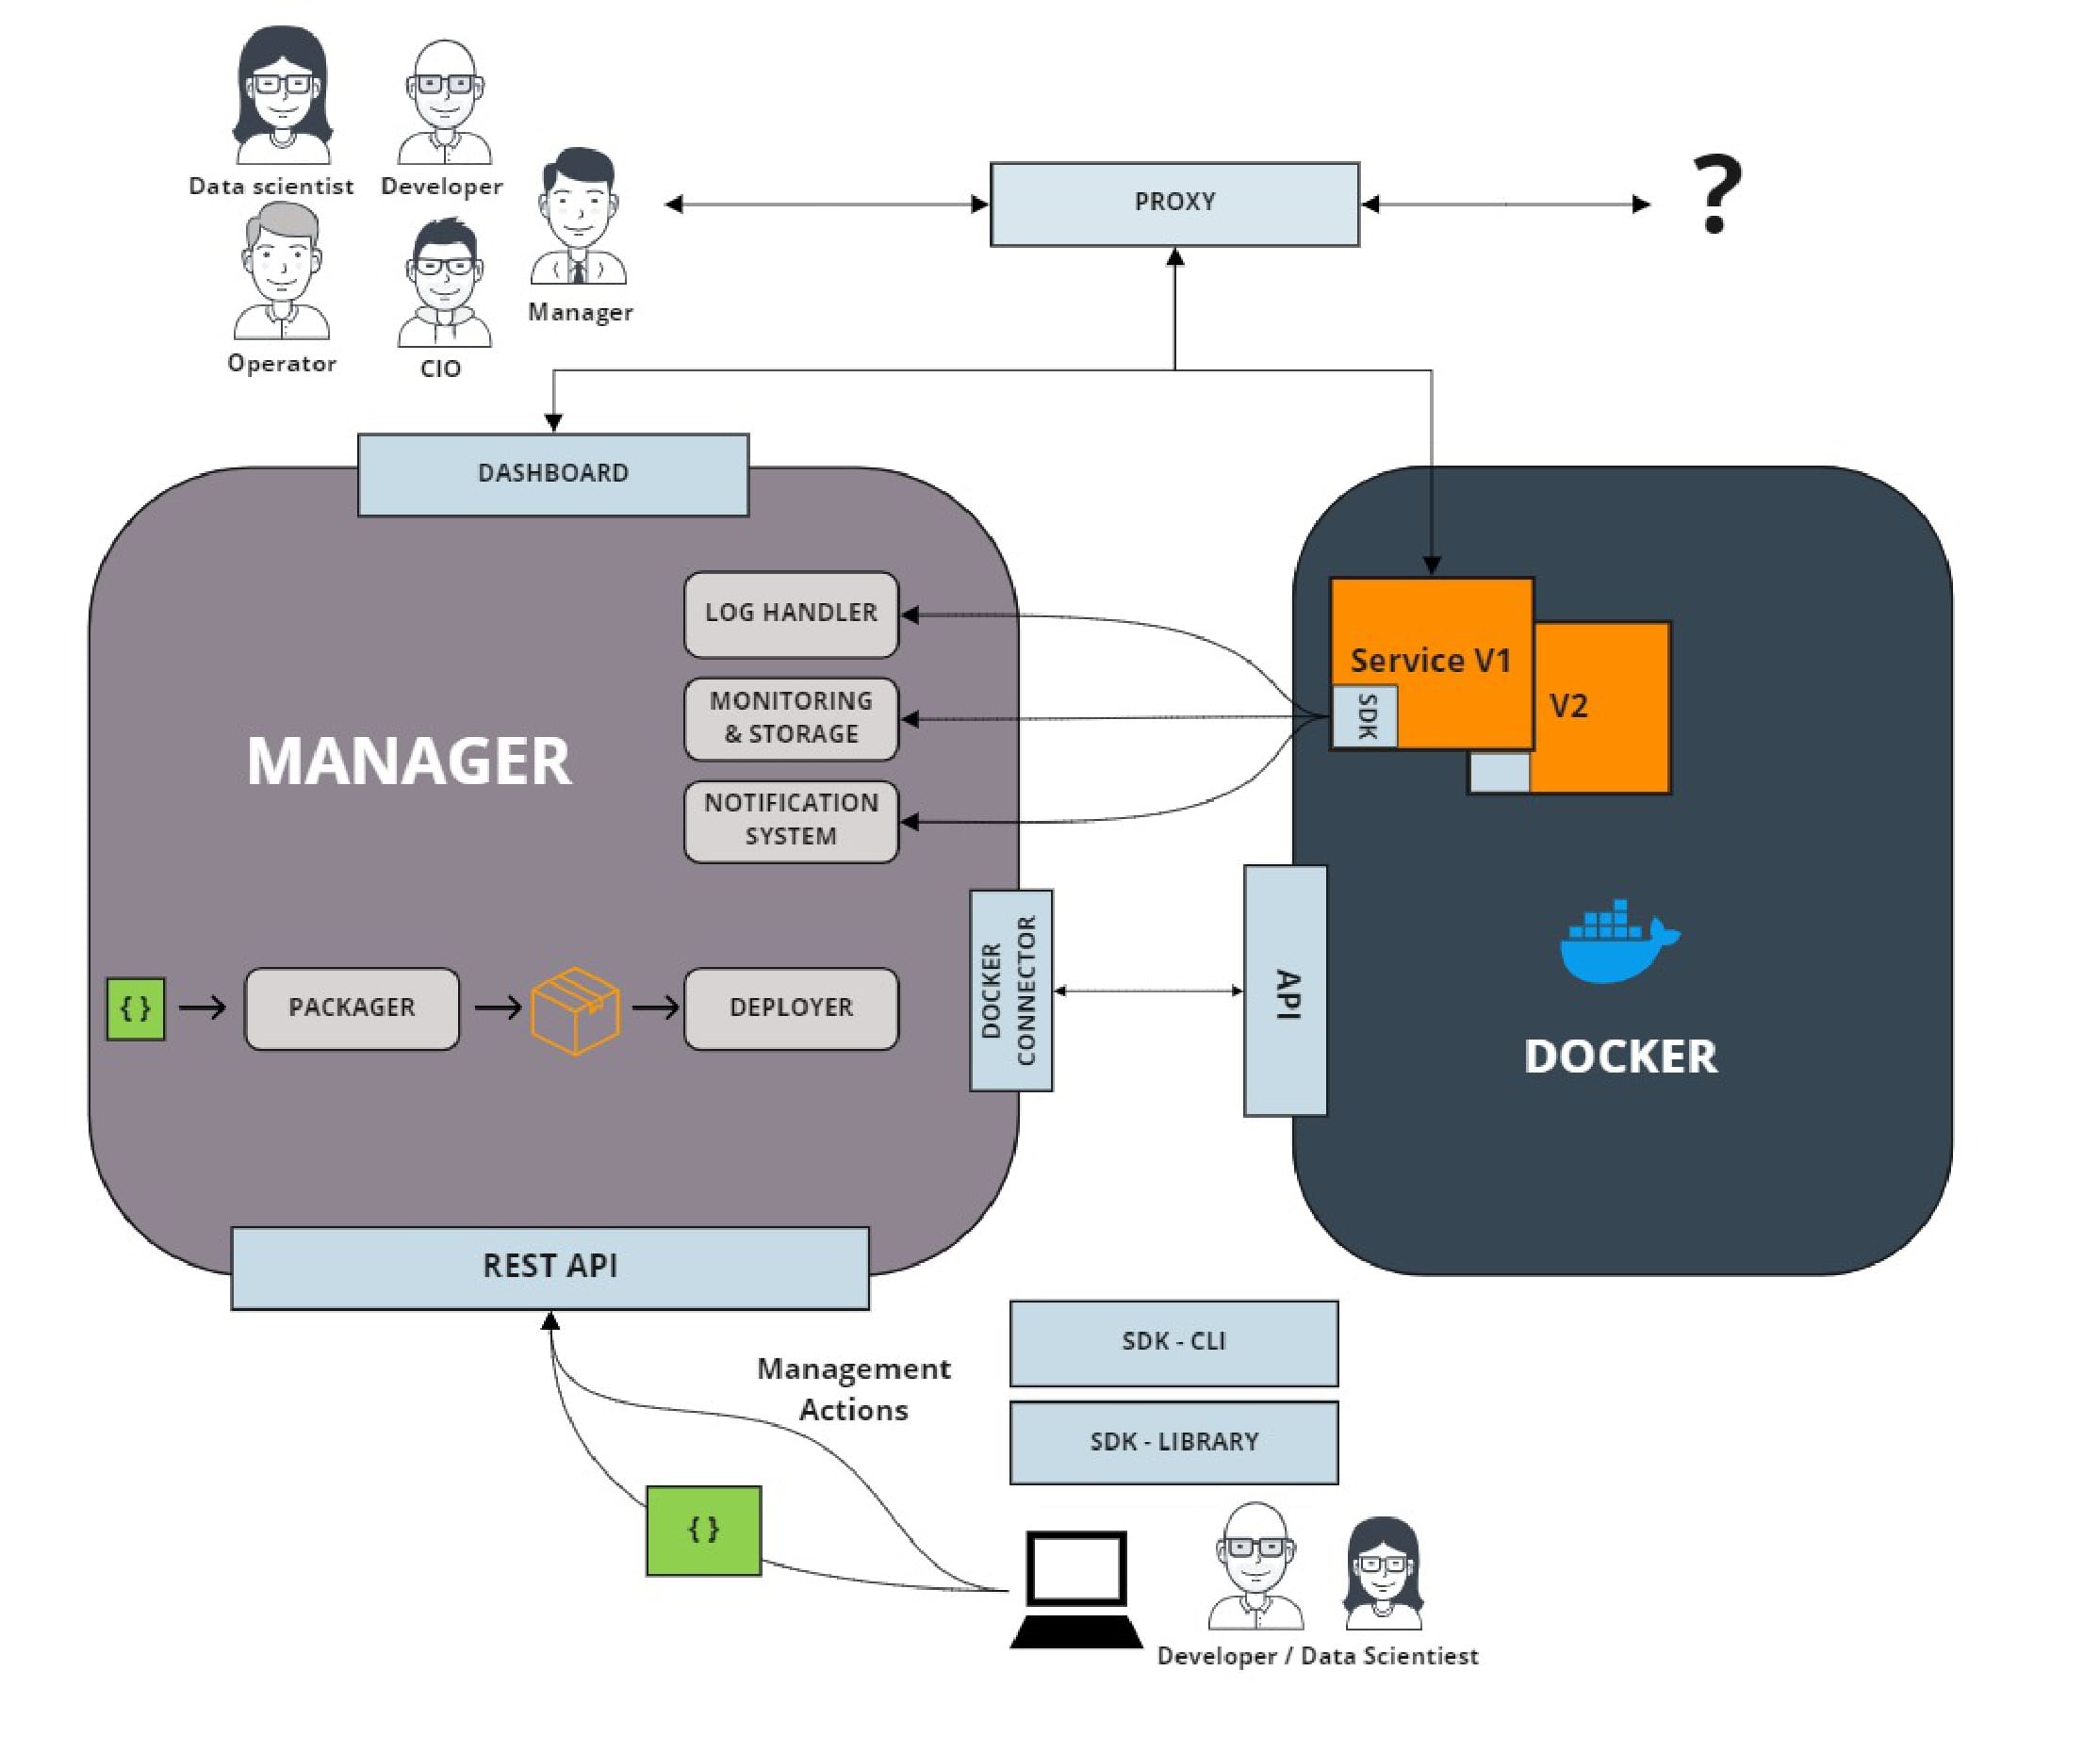 Data scientist
Developer
Manager
Operator
CIO
PROXY
?
DASHBOARD
LOG HANDLER
MONITORING
& STORAGE
NOTIFICATION
SYSTEM
MANAGER
Service V1
SDK
V2
{ }
PACKAGER
DEPLOYER
DOCKER
CONNECTOR
API
DOCKER
REST API
Management
Actions
SDK - CLI
SDK - LIBRARY
{ }
Developer / Data Scientiest